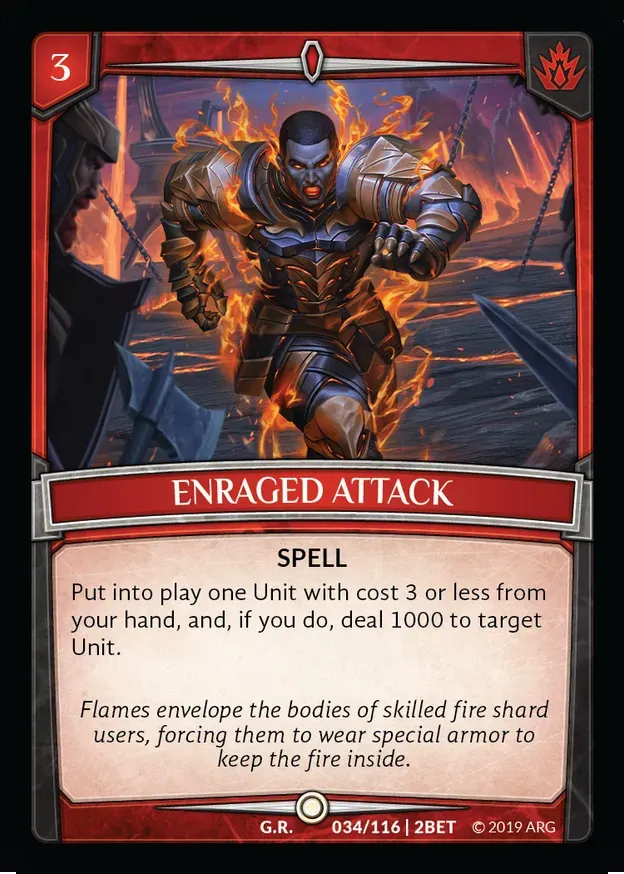 3
ENRAGED ATTACK
SPELL
Put into play one Unit with cost 3 or less from
your hand, and, if you do, deal 1000 to target
Unit.
Flames envelope the bodies of skilled fire shard
users, forcing them to wear special armor to
keep the fire inside.
G.R. 034/116 | 2BET © 2019 ARG